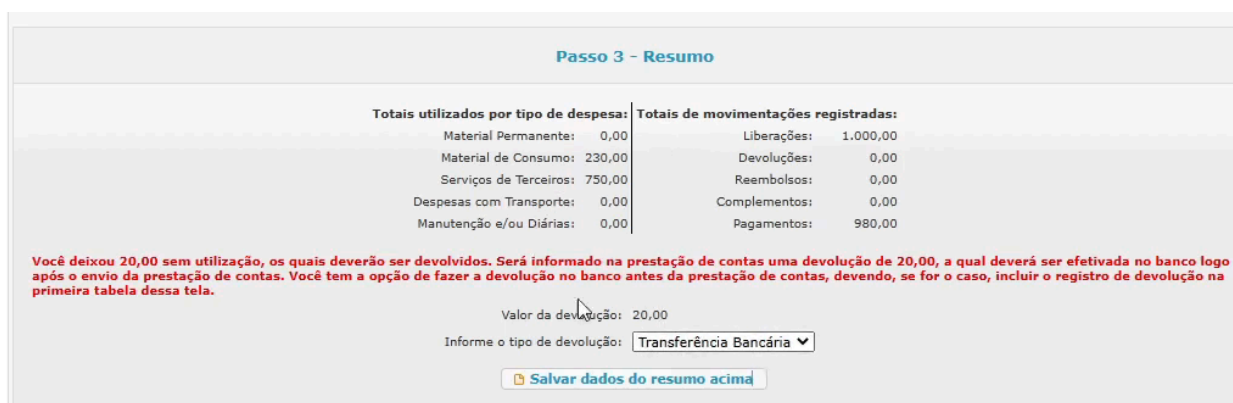 Passo 3 - Resumo
Totais utilizados por tipo de despesa: Totais de movimentações registradas:
Material Permanente: 0,00 Liberações: 1.000,00
Material de Consumo: 230,00 Devoluções: 0,00
Serviços de Terceiros: 750,00 Reembolsos: 0,00
Despesas com Transporte: 0,00 Complementos: 0,00
Manutenção e/ou Diárias: 0,00 Pagamentos: 980,00
Você deixou 20,00 sem utilização, os quais deverão ser devolvidos. Será informado na prestação de contas uma devolução de 20,00, a qual deverá ser efetivada no banco logo
após o envio da prestação de contas. Você tem a opção de fazer a devolução no banco antes da prestação de contas, devendo, se for o caso, incluir o registro de devolução na
primeira tabela dessa tela.
Valor da devolução: 20,00
Informe o tipo de devolução: Transferência Bancária
Salvar dados do resumo acima